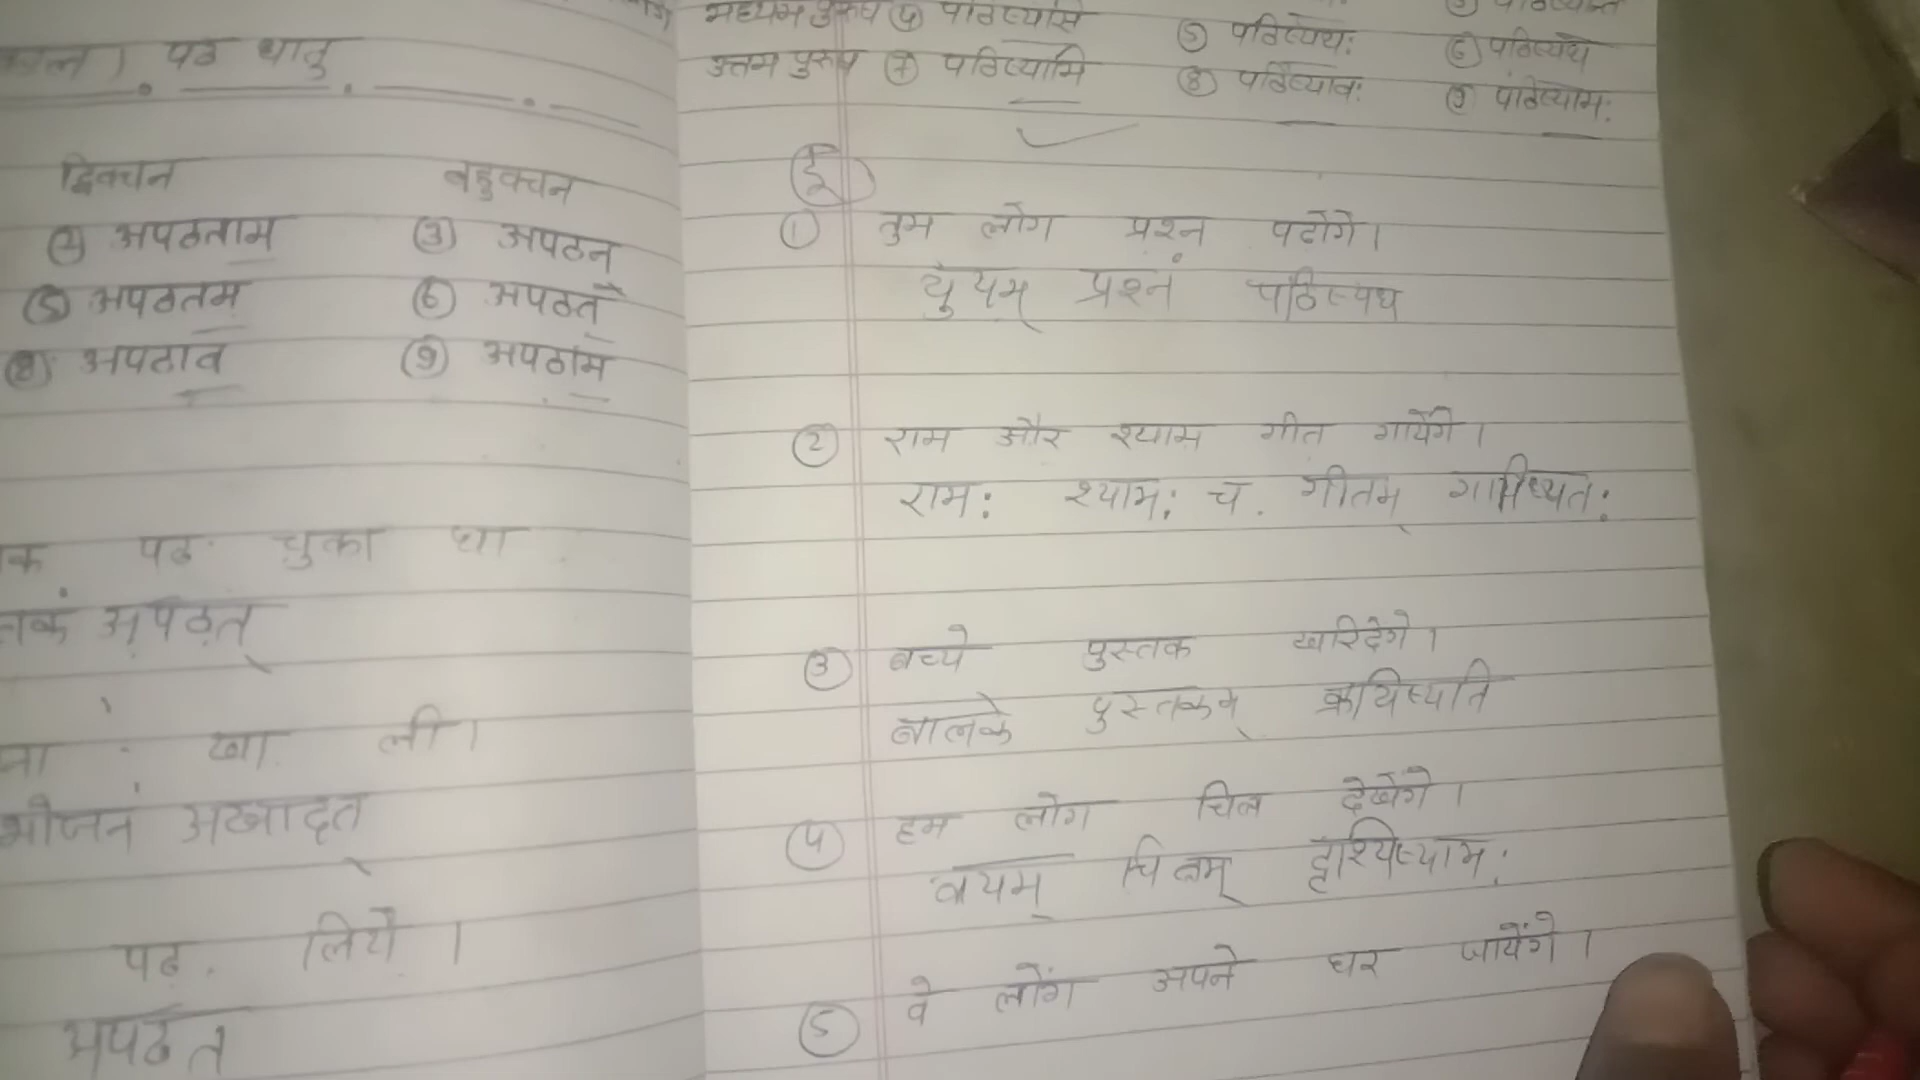 काल । पठ धातु
द्विवचन बहुवचन
② अपठताम ③ अपठन्
⑤ अपठतम ⑥ अपठत
⑧ अपठाव ⑨ अपठाम
क पढ चुका था
तकं अपठत्
ना खा ली।
भोजनं अखादत्
पढ लिये ।
अपठत
मध्यम पुरुष ④ पठिष्यसि ⑤ पठिष्यथः ⑥ पठिष्यथ
उत्तम पुरुष ⑦ पठिष्यामि ⑧ पठिष्यावः ⑨ पठिष्यामः
ई
① तुम लोग प्रश्न पढोगे।
युयम् प्रश्नं पठिष्यथ
② राम और श्याम गीत गायेंगे।
रामः श्यामः च गीतम् गामिष्यतः
③ बच्चे पुस्तक खरिदेगे।
बालके पुस्तकम् क्रयिष्यति
④ हम लोग चित्र देखेंगे।
वयम् चित्रम् दृश्यिष्यामः
⑤ वे लोंग अपने घर जायेंगे।